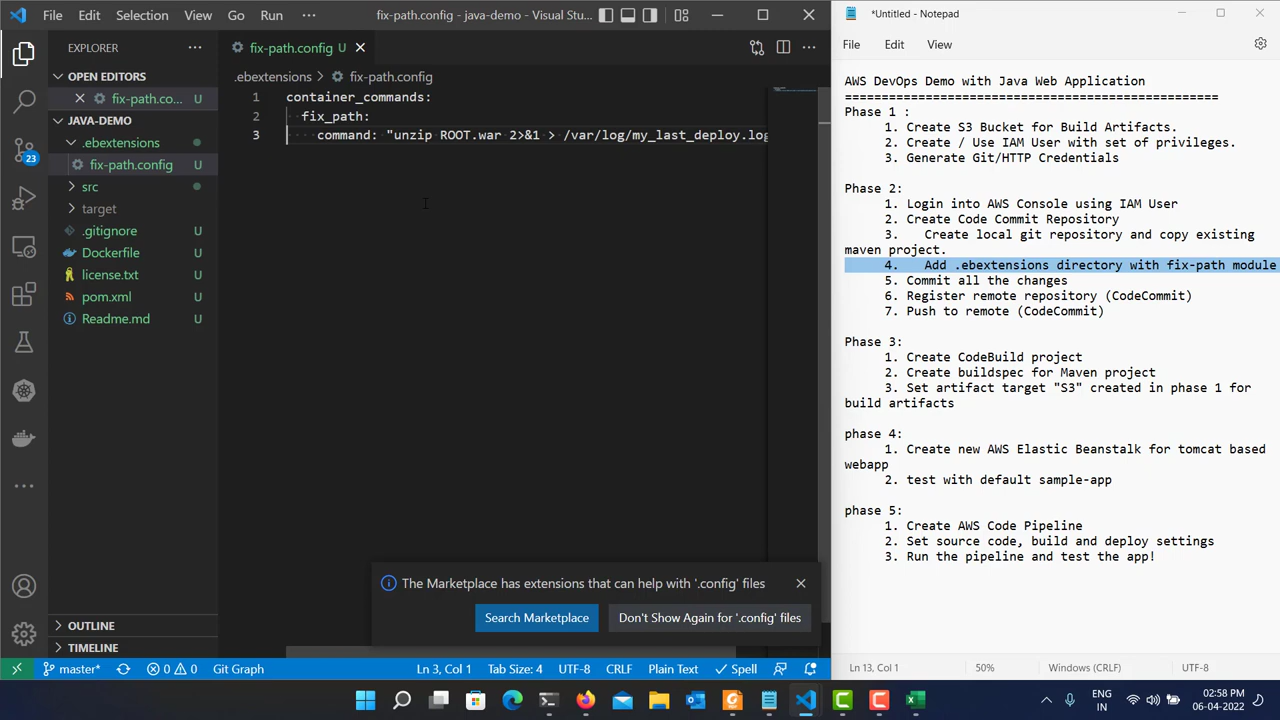 File Edit Selection View Go Run ··· fix-path.config - java-demo - Visual Stu...
EXPLORER
OPEN EDITORS
fix-path.co... U
JAVA-DEMO
.ebextensions
fix-path.config U
src
target
.gitignore U
Dockerfile U
license.txt U
pom.xml U
Readme.md U
OUTLINE
TIMELINE
23
fix-path.config U
.ebextensions > fix-path.config
1 container_commands:
2 fix_path:
3 command: "unzip ROOT.war 2>&1 > /var/log/my_last_deploy.log
The Marketplace has extensions that can help with '.config' files
Search Marketplace Don't Show Again for '.config' files
master* 0 0 Git Graph Ln 3, Col 1 Tab Size: 4 UTF-8 CRLF Plain Text Spell
*Untitled - Notepad
File Edit View
AWS DevOps Demo with Java Web Application
================================================
Phase 1 :
1. Create S3 Bucket for Build Artifacts.
2. Create / Use IAM User with set of privileges.
3. Generate Git/HTTP Credentials
Phase 2:
1. Login into AWS Console using IAM User
2. Create Code Commit Repository
3. Create local git repository and copy existing
maven project.
4. Add .ebextensions directory with fix-path module
5. Commit all the changes
6. Register remote repository (CodeCommit)
7. Push to remote (CodeCommit)
Phase 3:
1. Create CodeBuild project
2. Create buildspec for Maven project
3. Set artifact target "S3" created in phase 1 for
build artifacts
phase 4:
1. Create new AWS Elastic Beanstalk for tomcat based
webapp
2. test with default sample-app
phase 5:
1. Create AWS Code Pipeline
2. Set source code, build and deploy settings
3. Run the pipeline and test the app!
Ln 13, Col 1 50% Windows (CRLF) UTF-8
ENG
IN
02:58 PM
06-04-2022